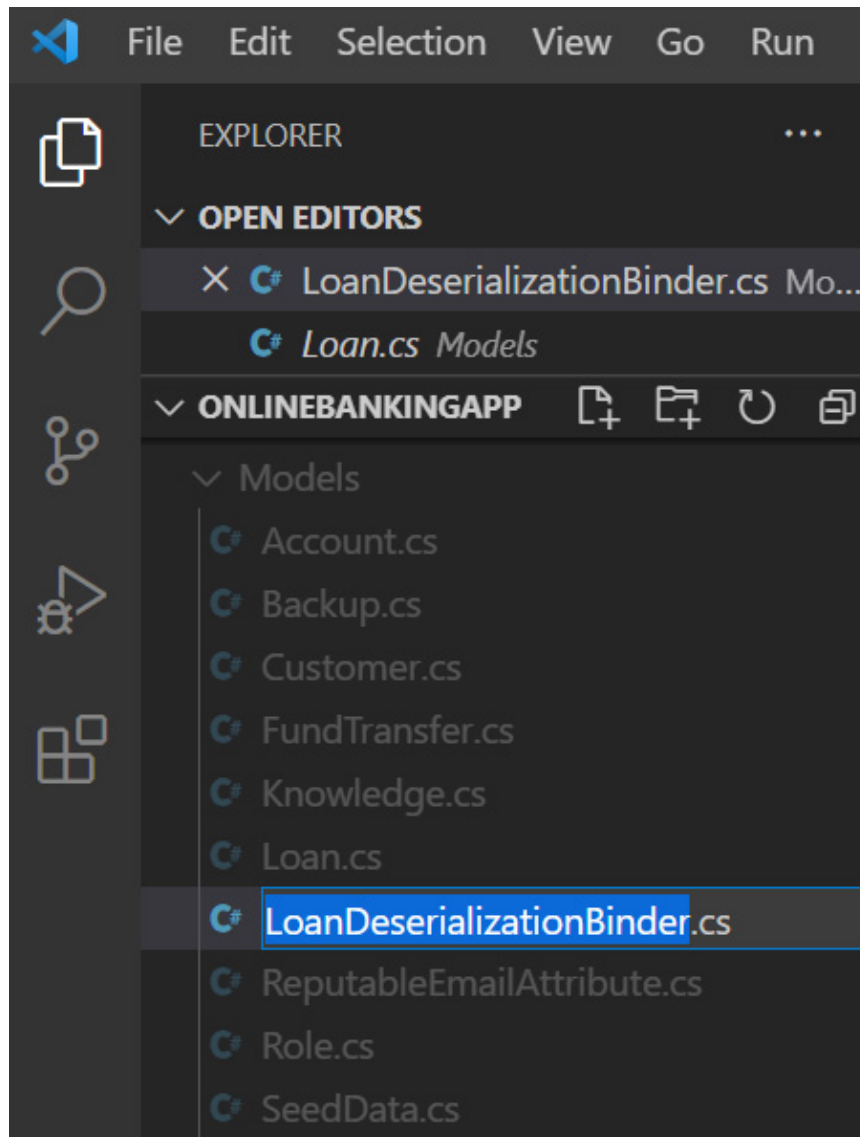 File Edit Selection View Go Run
EXPLORER ...
OPEN EDITORS
LoanDeserializationBinder.cs Mo...
Loan.cs Models
ONLINEBANKINGAPP
Models
Account.cs
Backup.cs
Customer.cs
FundTransfer.cs
Knowledge.cs
Loan.cs
LoanDeserializationBinder.cs
ReputableEmailAttribute.cs
Role.cs
SeedData.cs